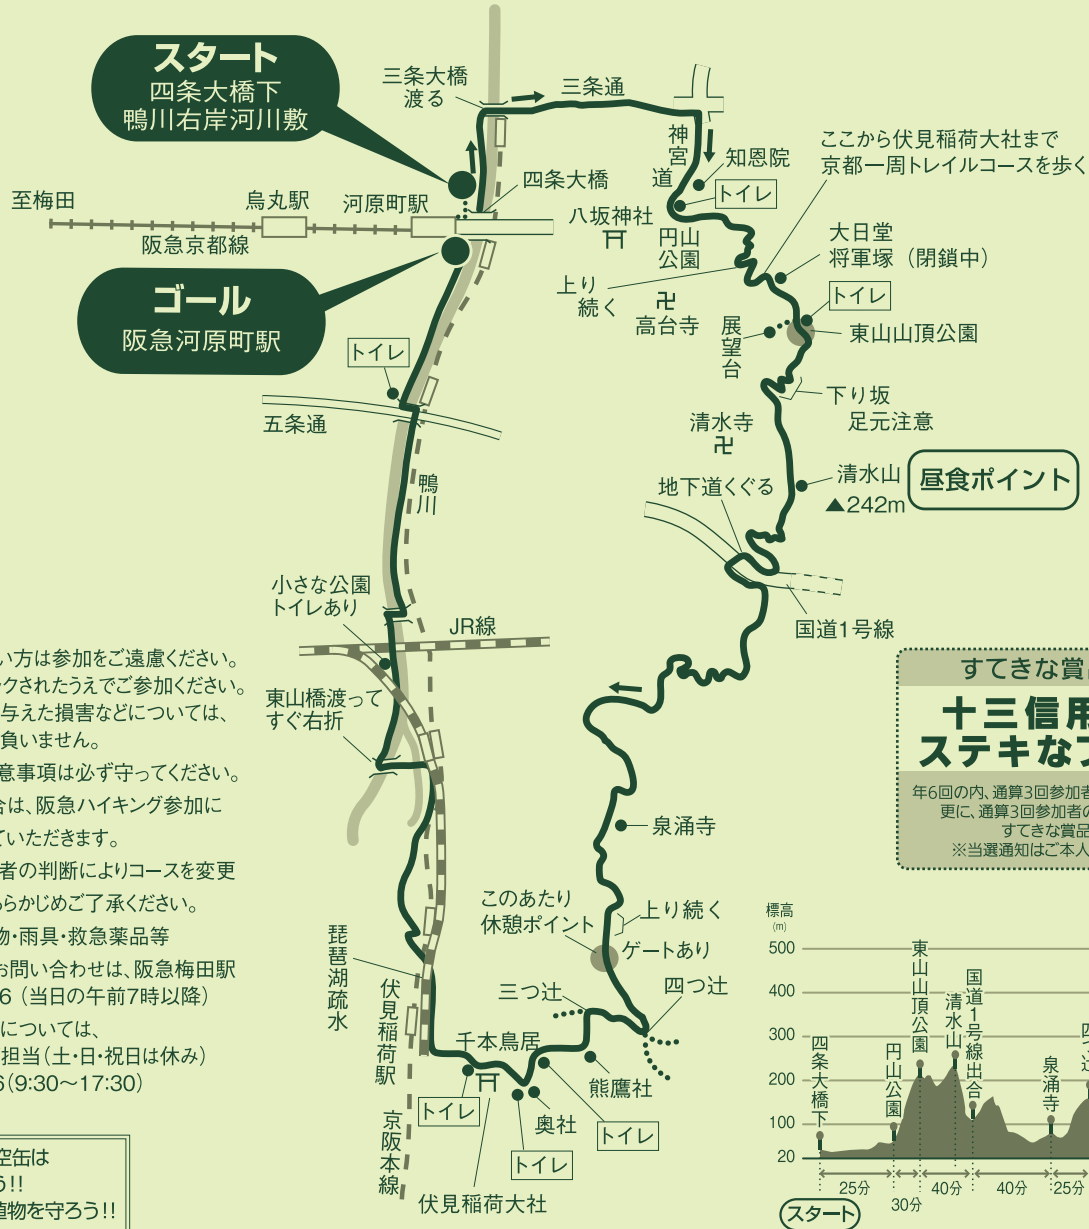 スタート
四条大橋下
鴨川右岸河川敷
三条大橋
渡る
三条通
神宮道
知恩院
トイレ
ここから伏見稲荷大社まで
京都一周トレイルコースを歩く
至梅田
烏丸駅
河原町駅
四条大橋
阪急京都線
八坂神社
円山
公園
大日堂
将軍塚（閉鎖中）
上り
続く
トイレ
高台寺
展望台
東山山頂公園
ゴール
阪急河原町駅
トイレ
下り坂
足元注意
五条通
清水寺
清水山
▲242m
昼食ポイント
地下道くぐる
鴨川
小さな公園
トイレあり
JR線
国道1号線
い方は参加をご遠慮ください。
ックされたうえでご参加ください。
与えた損害などについては、
負いません。
意事項は必ず守ってください。
合は、阪急ハイキング参加に
ていただきます。
者の判断によりコースを変更
あらかじめご了承ください。
物・雨具・救急薬品等
お問い合わせは、阪急梅田駅
6（当日の午前7時以降）
については、
担当（土・日・祝日は休み）
6(9:30〜17:30)
東山橋渡って
すぐ右折
すてきな賞
十三信用
ステキなプ
年6回の内、通算3回参加者
更に、通算3回参加者の
すてきな賞品
※当選通知はご本人
泉涌寺
このあたり
休憩ポイント
上り続く
ゲートあり
琵琶湖疏水
伏見稲荷駅
三つ辻
四つ辻
千本鳥居
熊鷹社
トイレ
奥社
トイレ
トイレ
京阪本線
伏見稲荷大社
標高
(m)
500
400
300
200
100
20
四条大橋下
円山公園
東山山頂公園
清水山
国道1号線出合
泉涌寺
四つ辻
25分
30分
40分
40分
25分
スタート
空缶は
う!!
植物を守ろう!!